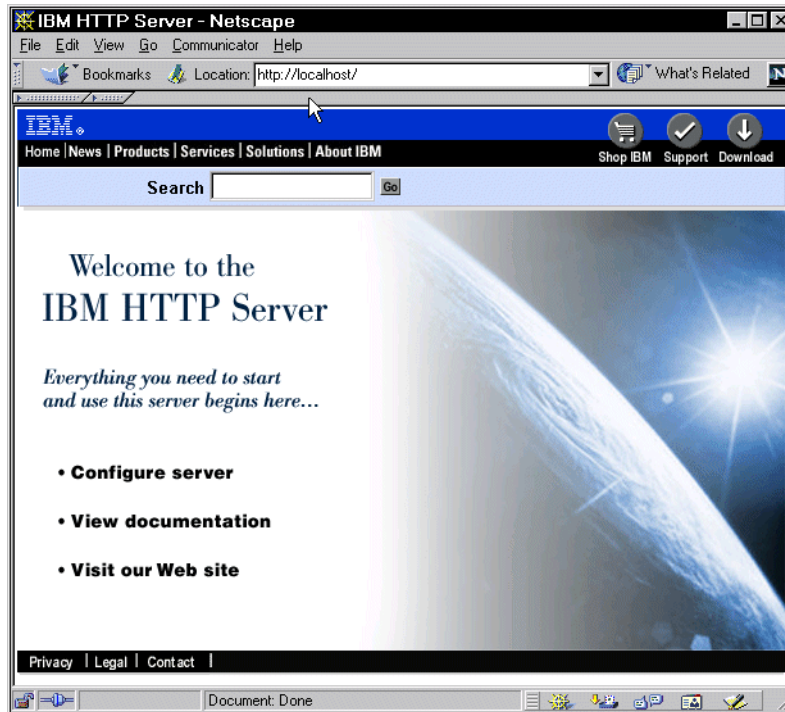 IBM HTTP Server - Netscape
File Edit View Go Communicator Help
Bookmarks Location: http://localhost/ What's Related N
IBM®
Home | News | Products | Services | Solutions | About IBM
Shop IBM Support Download
Search Go
Welcome to the
IBM HTTP Server
Everything you need to start
and use this server begins here...
• Configure server
• View documentation
• Visit our Web site
Privacy | Legal | Contact |
Document: Done